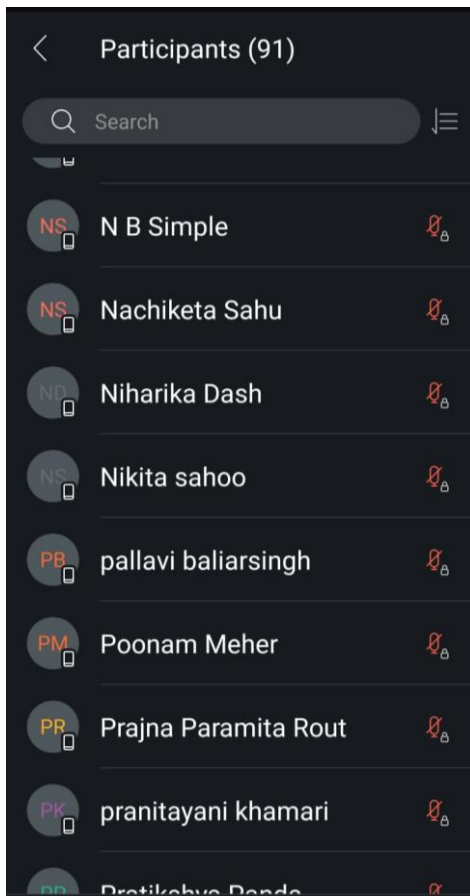 Participants (91)
Search
NS N B Simple
NS Nachiketa Sahu
ND Niharika Dash
NS Nikita sahoo
PB pallavi baliarsingh
PM Poonam Meher
PR Prajna Paramita Rout
PK pranitayani khamari